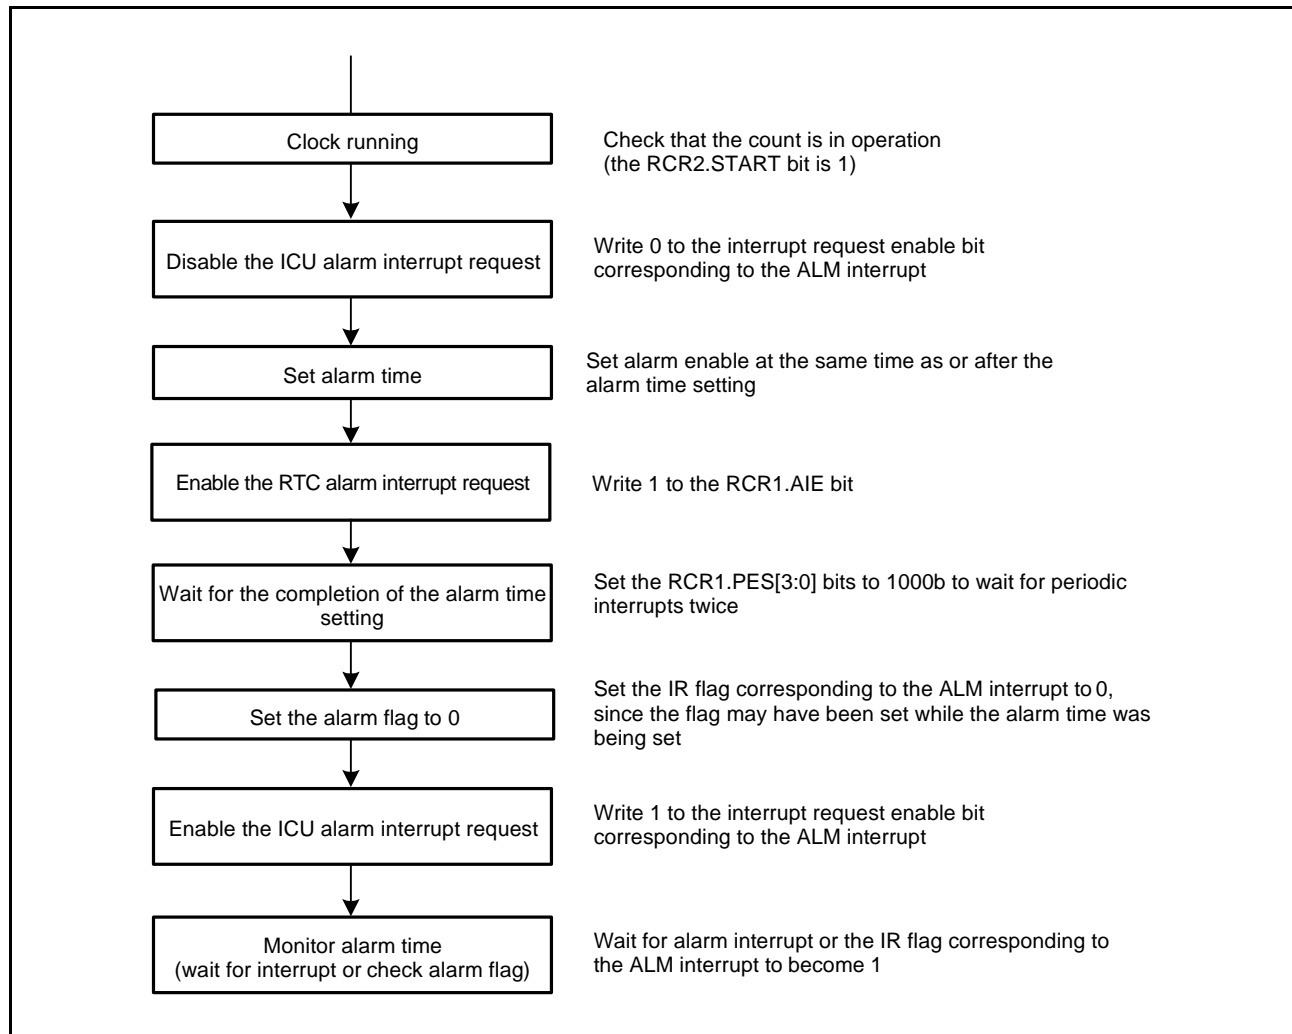 Clock running
Check that the count is in operation
(the RCR2.START bit is 1)
Disable the ICU alarm interrupt request
Write 0 to the interrupt request enable bit
corresponding to the ALM interrupt
Set alarm time
Set alarm enable at the same time as or after the
alarm time setting
Enable the RTC alarm interrupt request
Write 1 to the RCR1.AIE bit
Wait for the completion of the alarm time
setting
Set the RCR1.PES[3:0] bits to 1000b to wait for periodic
interrupts twice
Set the alarm flag to 0
Set the IR flag corresponding to the ALM interrupt to 0,
since the flag may have been set while the alarm time was
being set
Enable the ICU alarm interrupt request
Write 1 to the interrupt request enable bit
corresponding to the ALM interrupt
Monitor alarm time
(wait for interrupt or check alarm flag)
Wait for alarm interrupt or the IR flag corresponding to
the ALM interrupt to become 1